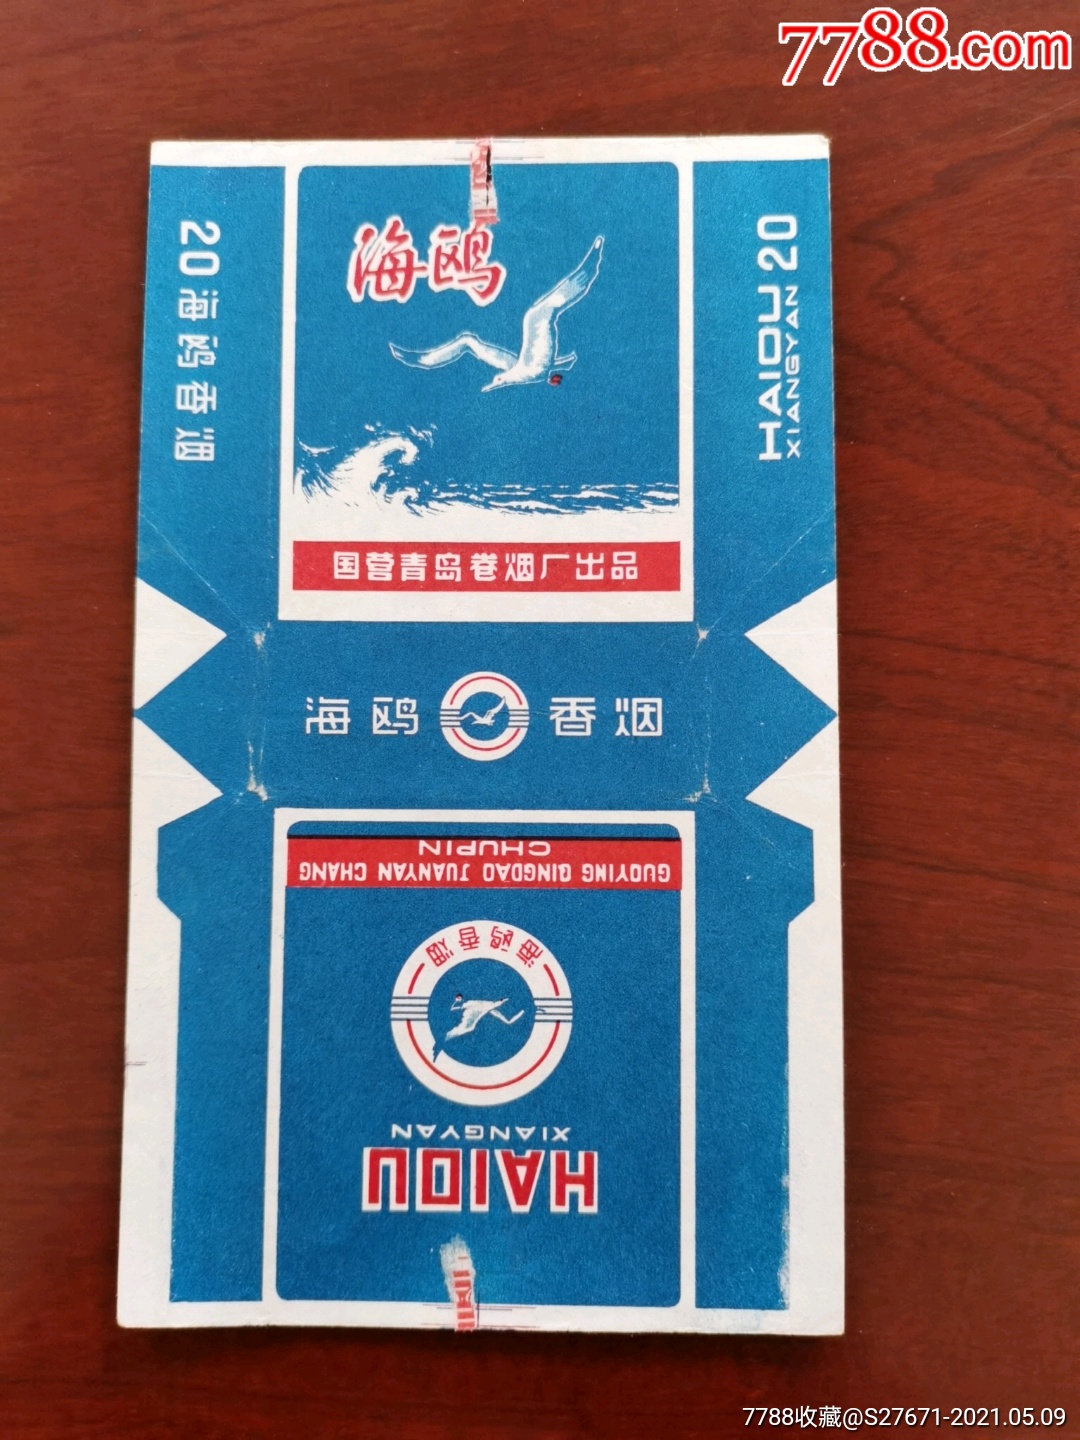 7788.com
20海鸥香烟
海鸥
HAIOU 20
XIANGYAN
国营青岛卷烟厂出品
海鸥 香烟
GUOYING QINGDAO JUANYAN CHANG
CHUPIN
海鸥香烟
HAIOU
XIANGYAN
7788收藏@S27671-2021.05.09